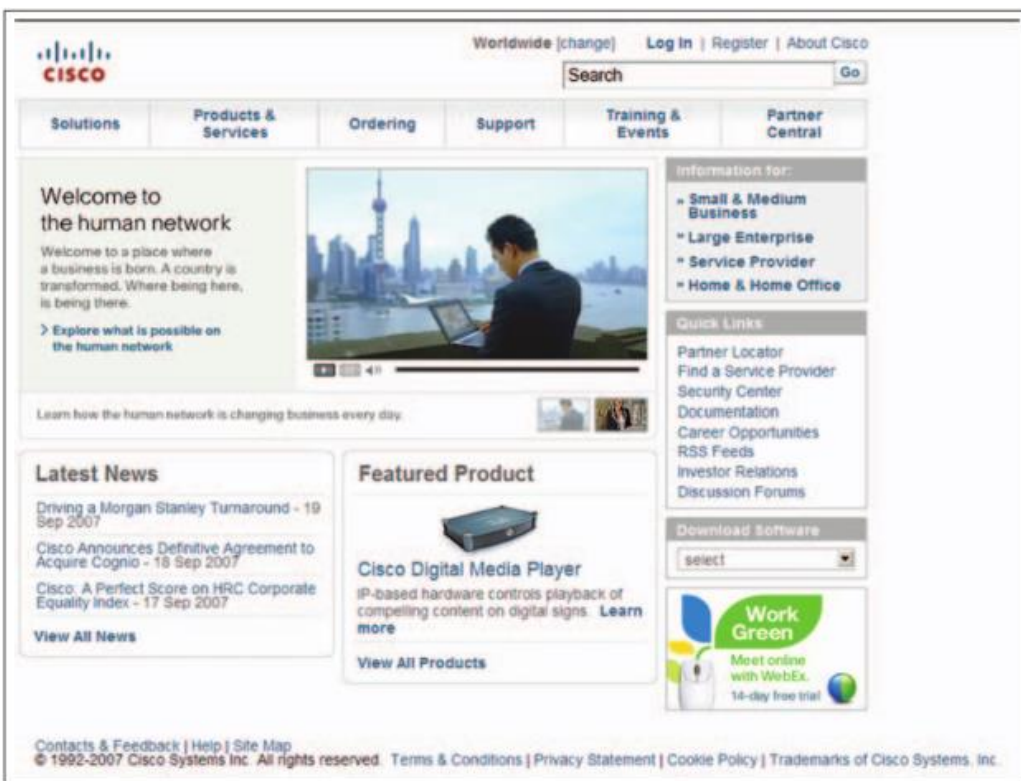 Worldwide [change] Log In | Register | About Cisco
CISCO
Search Go
Solutions
Products &
Services
Ordering
Support
Training &
Events
Partner
Central
Welcome to
the human network
Welcome to a place where
a business is born. A country is
transformed. Where being here,
is being there.
Explore what is possible on
the human network
Learn how the human network is changing business every day.
Information for:
» Small & Medium
Business
» Large Enterprise
» Service Provider
» Home & Home Office
Quick Links
Partner Locator
Find a Service Provider
Security Center
Documentation
Career Opportunities
RSS Feeds
Investor Relations
Discussion Forums
Download Software
select
Latest News
Driving a Morgan Stanley Turnaround - 19
Sep 2007
Cisco Announces Definitive Agreement to
Acquire Cognio - 18 Sep 2007
Cisco: A Perfect Score on HRC Corporate
Equality Index - 17 Sep 2007
View All News
Featured Product
Cisco Digital Media Player
IP-based hardware controls playback of
compelling content on digital signs. Learn
more
View All Products
Work
Green
Meet online
with WebEx.
14-day free trial
Contacts & Feedback | Help | Site Map
© 1992-2007 Cisco Systems Inc. All rights reserved. Terms & Conditions | Privacy Statement | Cookie Policy | Trademarks of Cisco Systems, Inc.